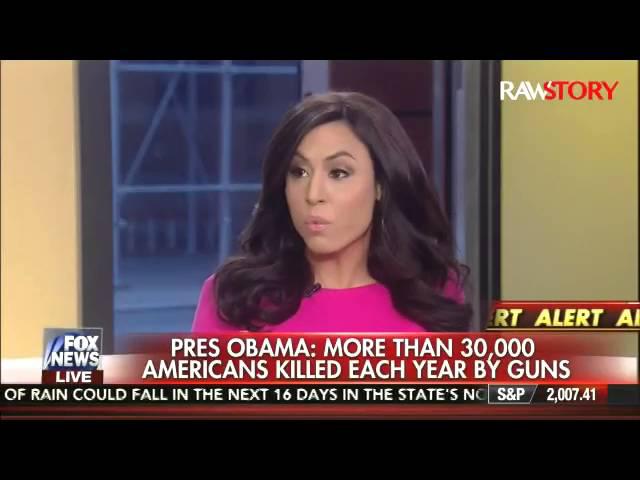 RAWSTORY
RT ALERT AL
FOX
NEWS
LIVE
PRES OBAMA: MORE THAN 30,000
AMERICANS KILLED EACH YEAR BY GUNS
OF RAIN COULD FALL IN THE NEXT 16 DAYS IN THE STATE'S NO
S&P 2,007.41